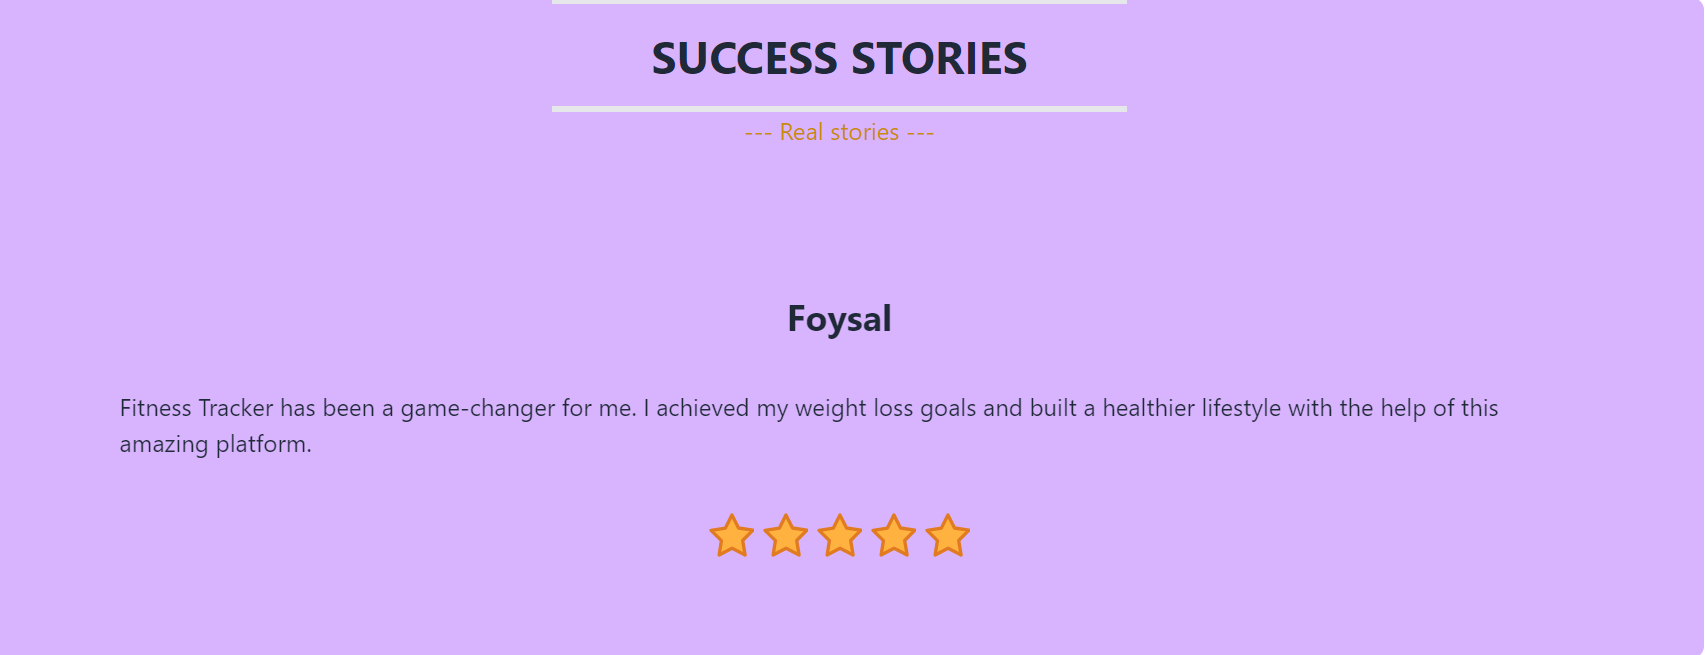 SUCCESS STORIES
--- Real stories ---
Foysal
Fitness Tracker has been a game-changer for me. I achieved my weight loss goals and built a healthier lifestyle with the help of this
amazing platform.